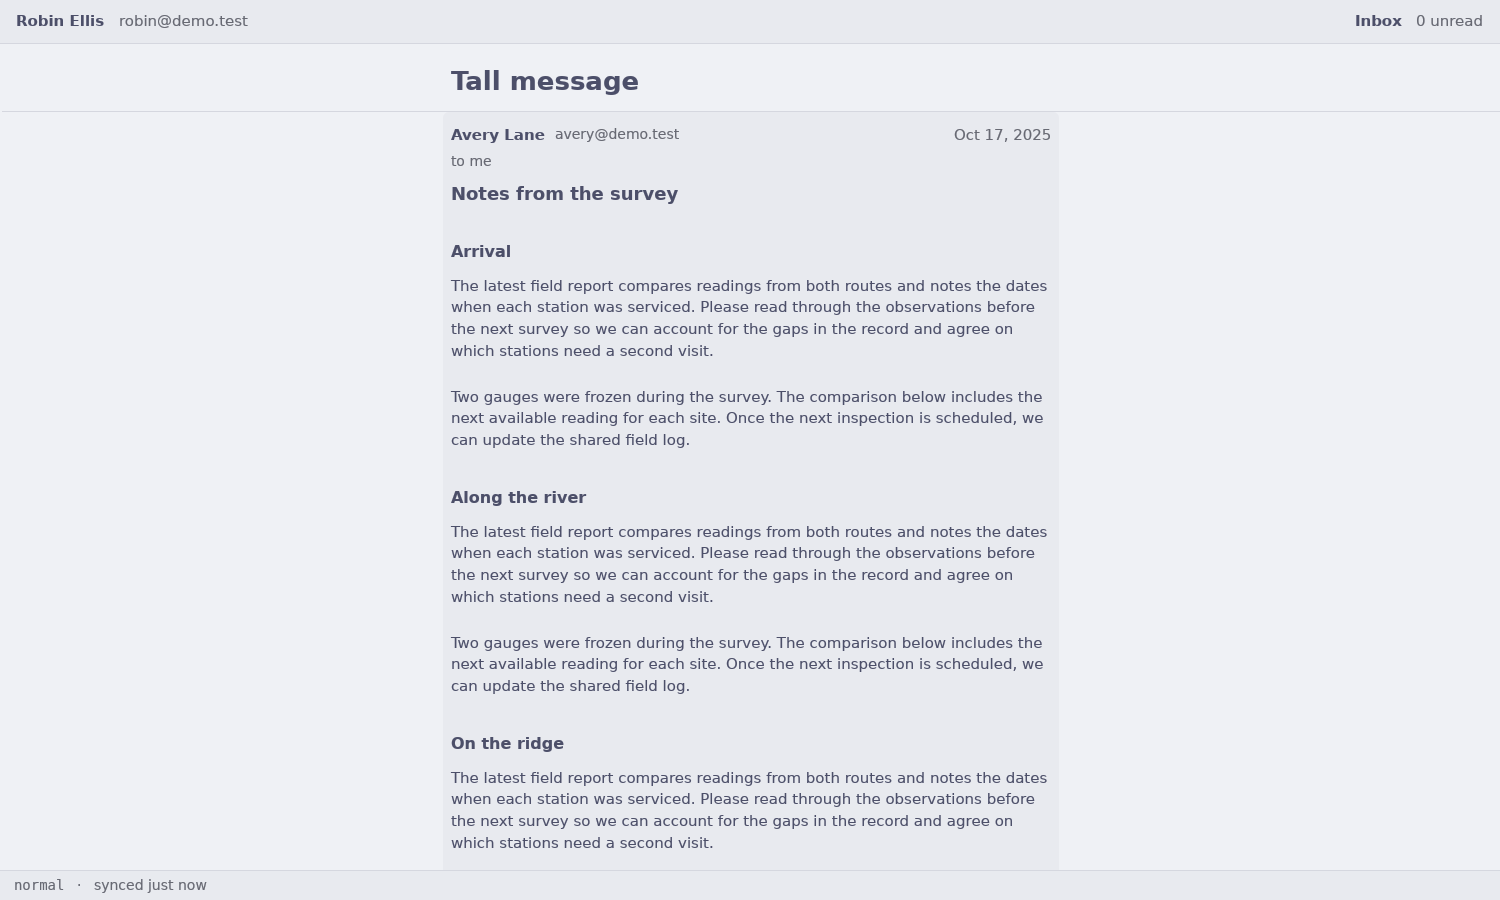 Robin Ellis robin@demo.test Inbox 0 unread
Tall message
Avery Lane avery@demo.test Oct 17, 2025
to me
Notes from the survey
Arrival
The latest field report compares readings from both routes and notes the dates
when each station was serviced. Please read through the observations before
the next survey so we can account for the gaps in the record and agree on
which stations need a second visit.
Two gauges were frozen during the survey. The comparison below includes the
next available reading for each site. Once the next inspection is scheduled, we
can update the shared field log.
Along the river
The latest field report compares readings from both routes and notes the dates
when each station was serviced. Please read through the observations before
the next survey so we can account for the gaps in the record and agree on
which stations need a second visit.
Two gauges were frozen during the survey. The comparison below includes the
next available reading for each site. Once the next inspection is scheduled, we
can update the shared field log.
On the ridge
The latest field report compares readings from both routes and notes the dates
when each station was serviced. Please read through the observations before
the next survey so we can account for the gaps in the record and agree on
which stations need a second visit.
normal · synced just now